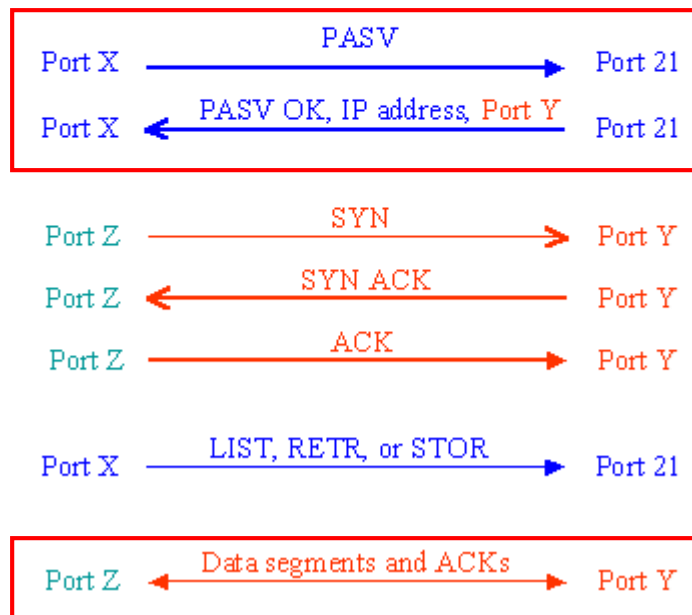 Port X PASV Port 21
Port X PASV OK, IP address, Port Y Port 21
Port Z SYN Port Y
Port Z SYN ACK Port Y
Port Z ACK Port Y
Port X LIST, RETR, or STOR Port 21
Port Z Data segments and ACKs Port Y